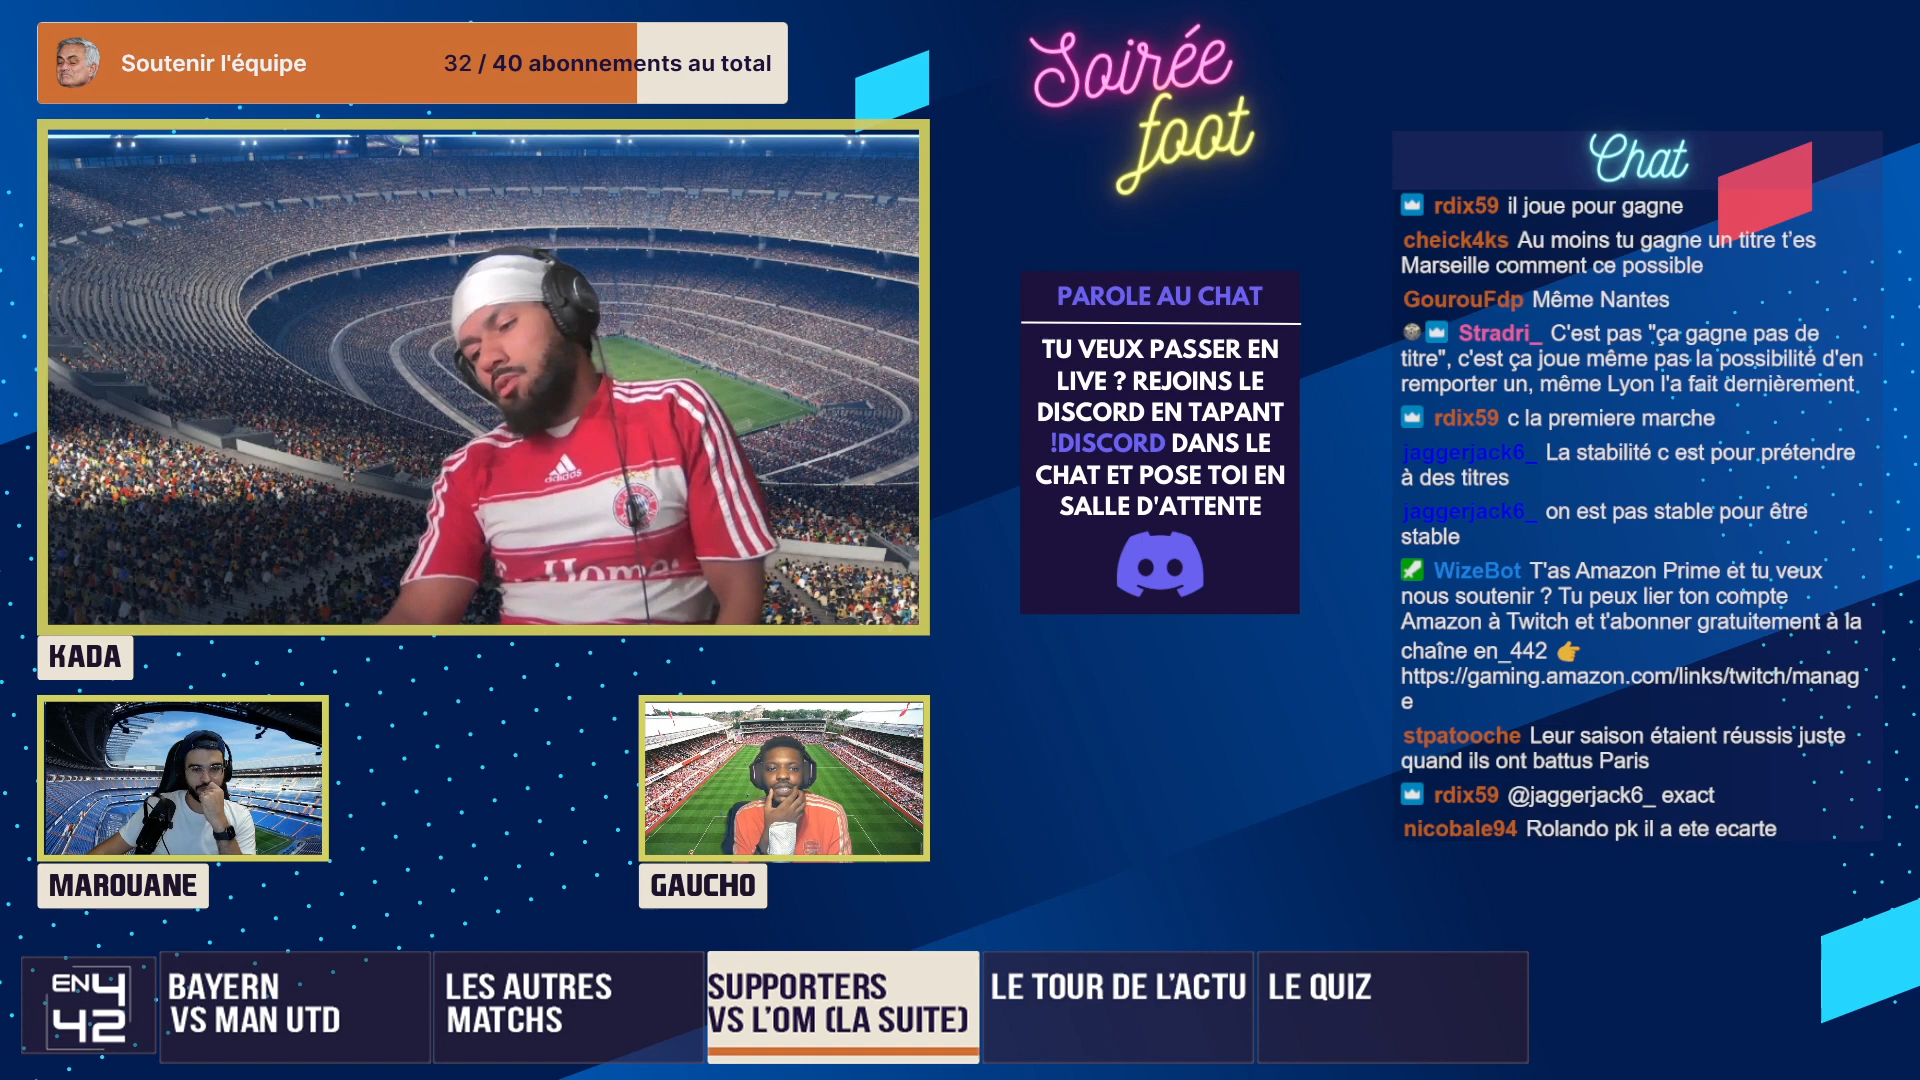 Soutenir l'équipe
32 / 40 abonnements au total
Soirée
foot
adidas
Home
KADA
MAROUANE
GAUCHO
PAROLE AU CHAT
TU VEUX PASSER EN
LIVE ? REJOINS LE
DISCORD EN TAPANT
!DISCORD DANS LE
CHAT ET POSE TOI EN
SALLE D'ATTENTE
Chat
rdix59 il joue pour gagne
cheick4ks Au moins tu gagne un titre t'es
Marseille comment ce possible
GourouFdp Même Nantes
Stradri_ C'est pas "ça gagne pas de
titre", c'est ça joue même pas la possibilité d'en
remporter un, même Lyon l'a fait dernièrement
rdix59 c la premiere marche
jaggerjack6_ La stabilité c est pour prétendre
à des titres
jaggerjack6_ on est pas stable pour être
stable
WizeBot T'as Amazon Prime et tu veux
nous soutenir ? Tu peux lier ton compte
Amazon à Twitch et t'abonner gratuitement à la
chaîne en_442 👉
https://gaming.amazon.com/links/twitch/manag
e
stpatooche Leur saison étaient réussis juste
quand ils ont battus Paris
rdix59 @jaggerjack6_ exact
nicobale94 Rolando pk il a ete ecarte
EN 4
42
BAYERN
VS MAN UTD
LES AUTRES
MATCHS
SUPPORTERS
VS L'OM (LA SUITE)
LE TOUR DE L'ACTU
LE QUIZ